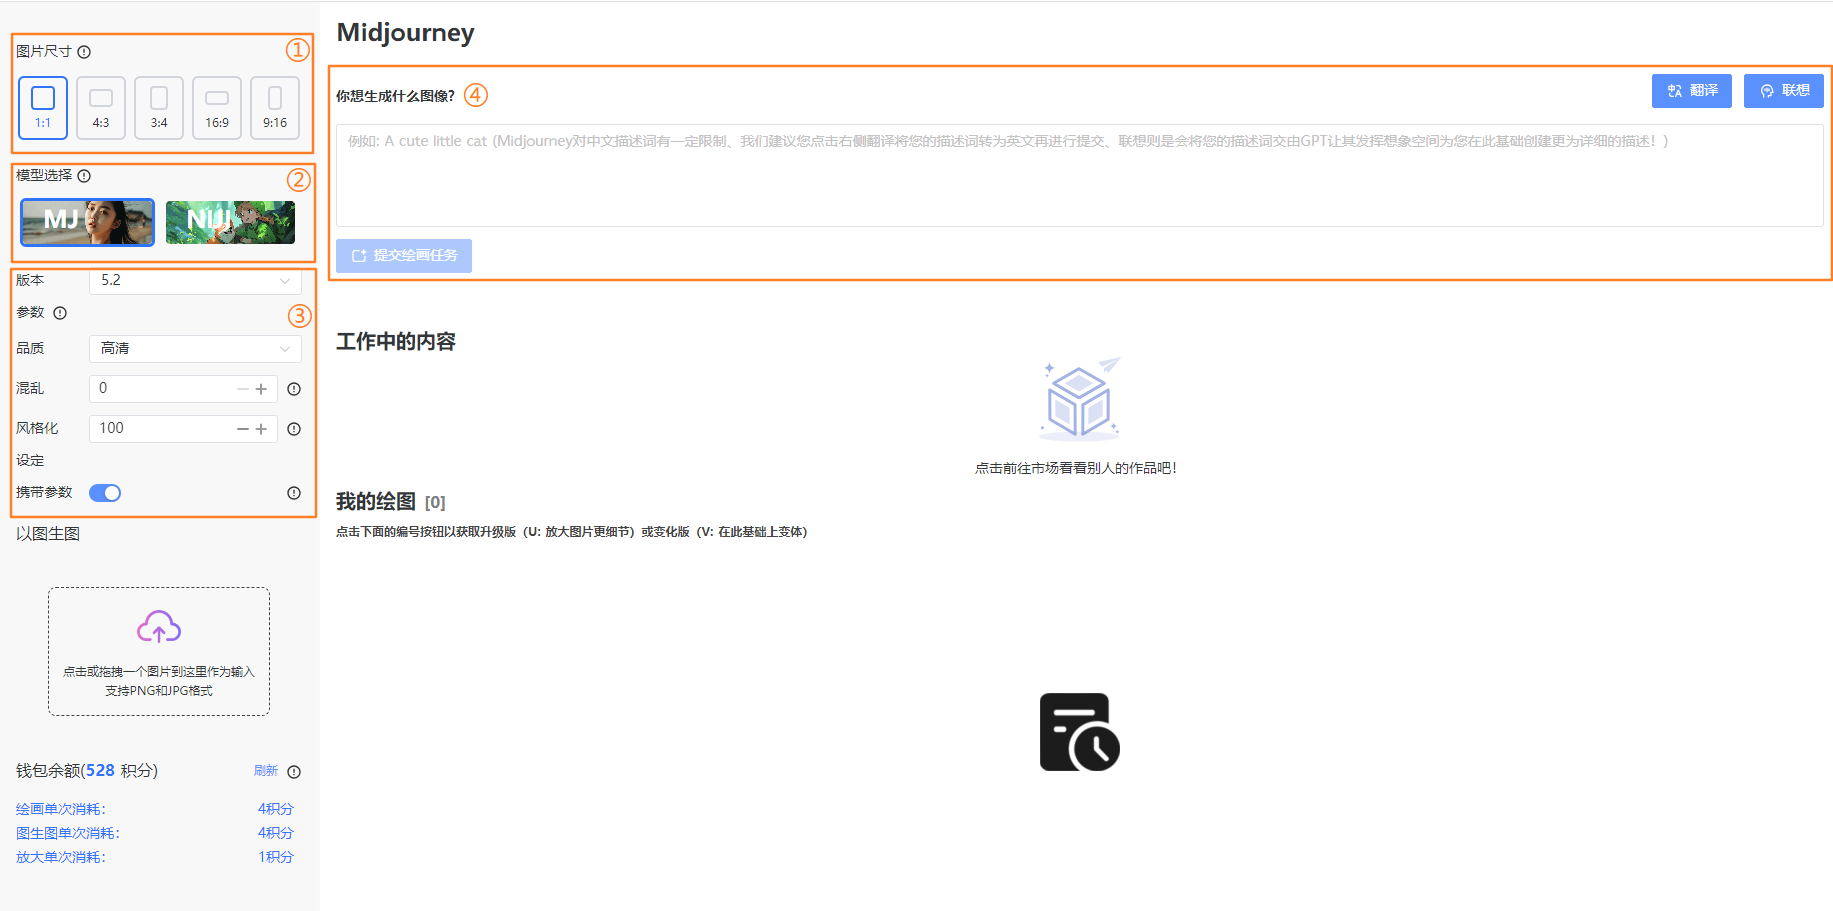 图片尺寸
①
1:1
4:3
3:4
16:9
9:16
模型选择
②
MJ
NIJI
版本
5.2
参数
③
品质
高清
混乱
0
风格化
100
设定
携带参数
以图生图
点击或拖拽一个图片到这里作为输入
支持PNG和JPG格式
钱包余额(528 积分)
刷新
绘画单次消耗：
4积分
图生图单次消耗：
4积分
放大单次消耗：
1积分
Midjourney
你想生成什么图像?
④
翻译
联想
例如: A cute little cat (Midjourney对中文描述词有一定限制、我们建议您点击右侧翻译将您的描述词转为英文再进行提交、联想则是会将您的描述词交由GPT让其发挥想象空间为您在此基础创建更为详细的描述！)
提交绘画任务
工作中的内容
点击前往市场看看别人的作品吧！
我的绘图 [0]
点击下面的编号按钮以获取升级版（U: 放大图片更细节）或变化版（V: 在此基础上变体）